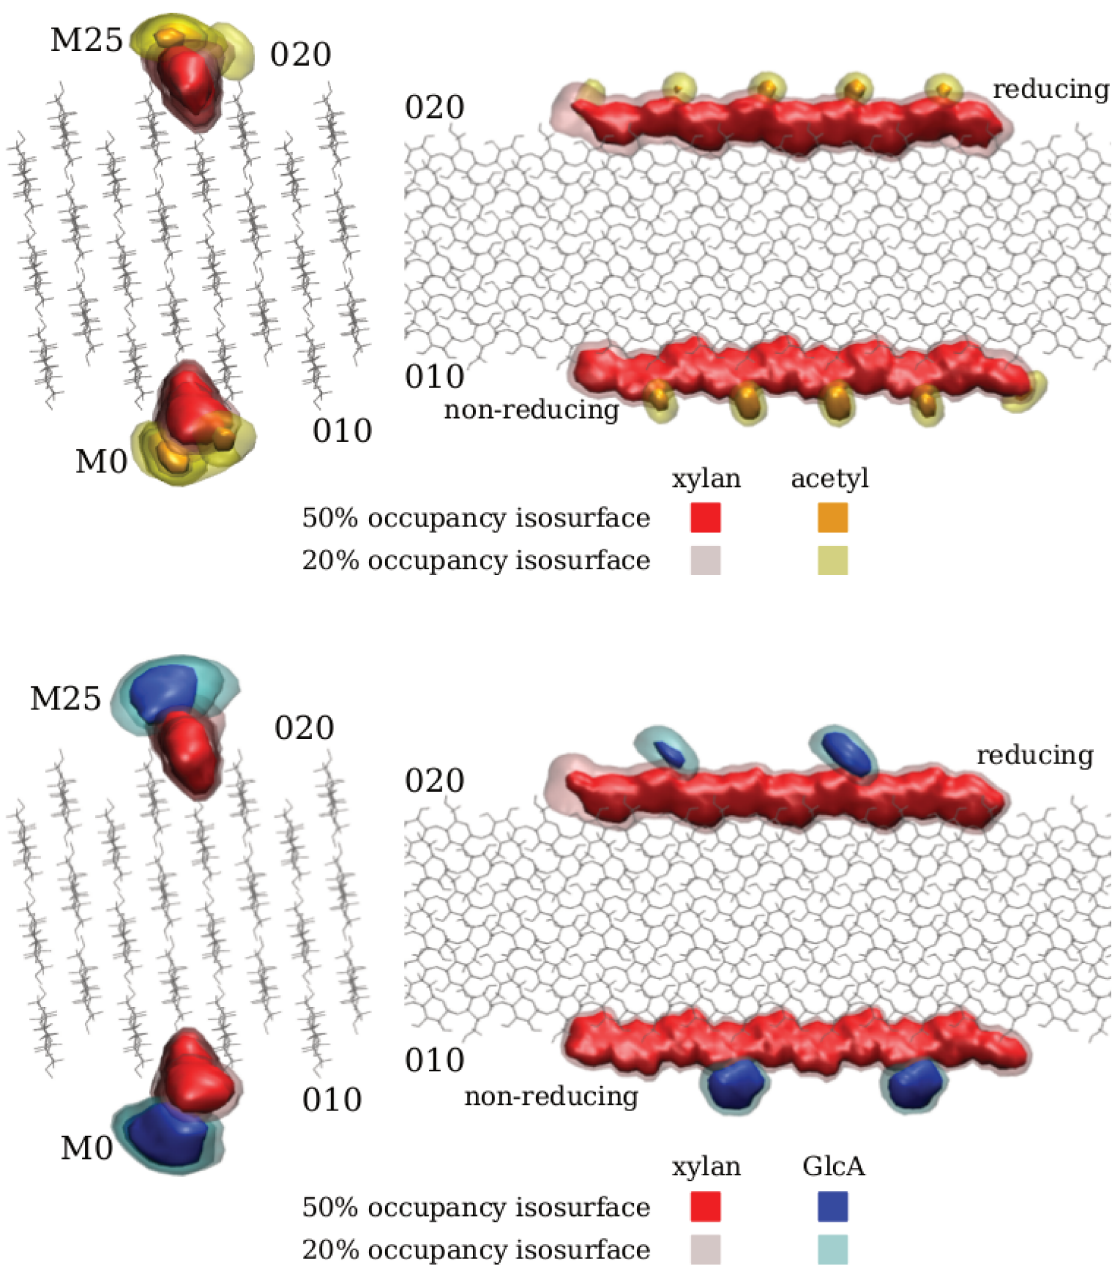 M25
020
020
reducing
010
non-reducing
010
M0
xylan acetyl
50% occupancy isosurface
20% occupancy isosurface
M25
020
020
reducing
010
non-reducing
010
M0
xylan GlcA
50% occupancy isosurface
20% occupancy isosurface